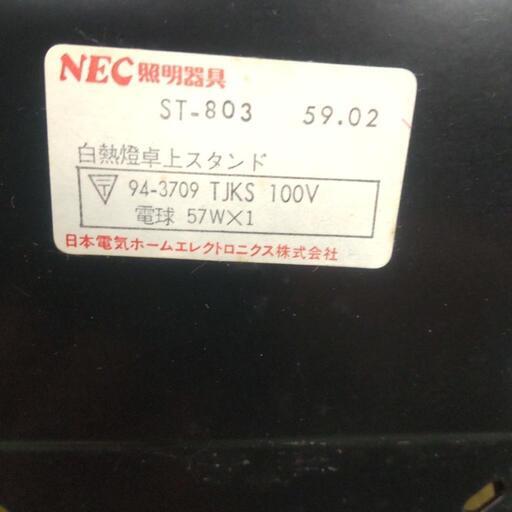 NEC照明器具
ST-803 59.02
白熱燈卓上スタンド
〒 94-3709 TJKS 100V
電球 57W×1
日本電気ホームエレクトロニクス株式会社